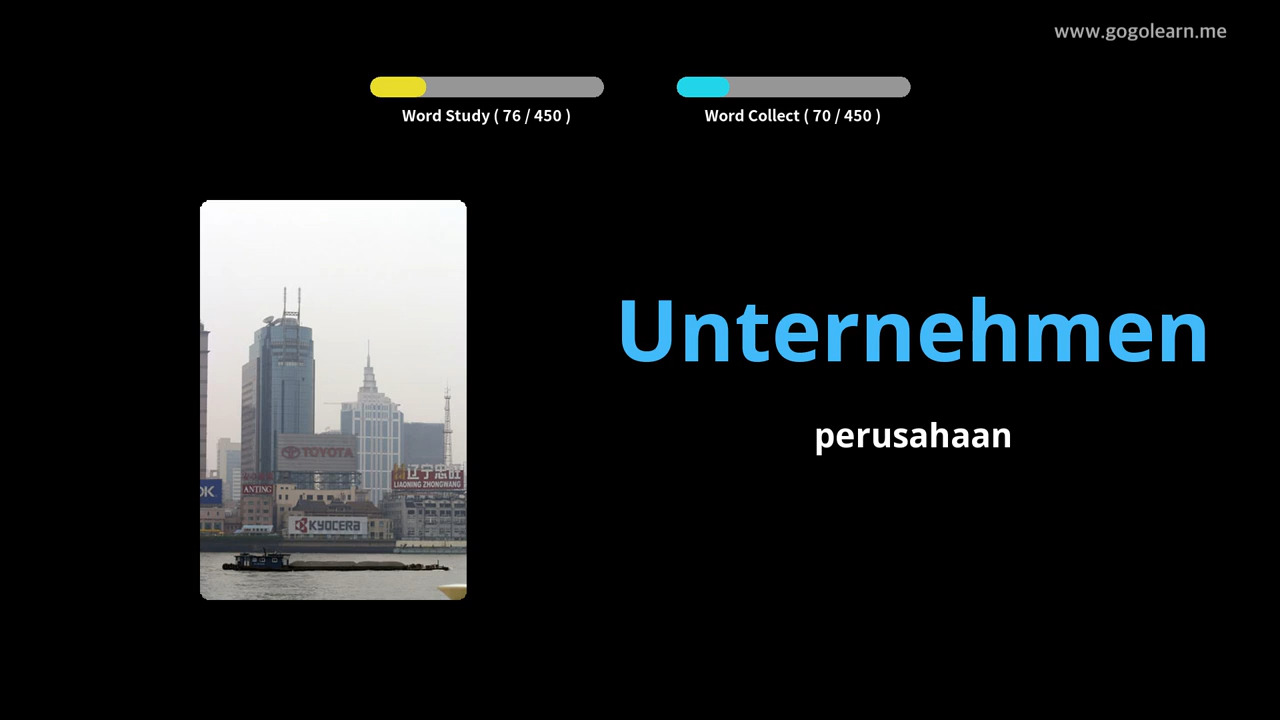 www.gogolearn.me
Word Study ( 76 / 450 )
Word Collect ( 70 / 450 )
Unternehmen
perusahaan
TOYOTA
辽宁忠旺
LIAONING ZHONGWANG
OK
ANTING
KYOCERA